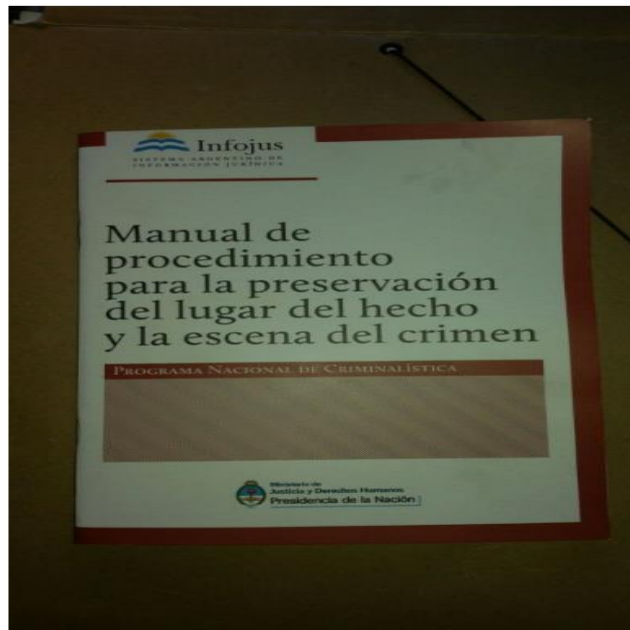 Infojus
SISTEMA ARGENTINO DE
INFORMACIÓN JURÍDICA
Manual de
procedimiento
para la preservación
del lugar del hecho
y la escena del crimen
PROGRAMA NACIONAL DE CRIMINALÍSTICA
Ministerio de
Justicia y Derechos Humanos
Presidencia de la Nación